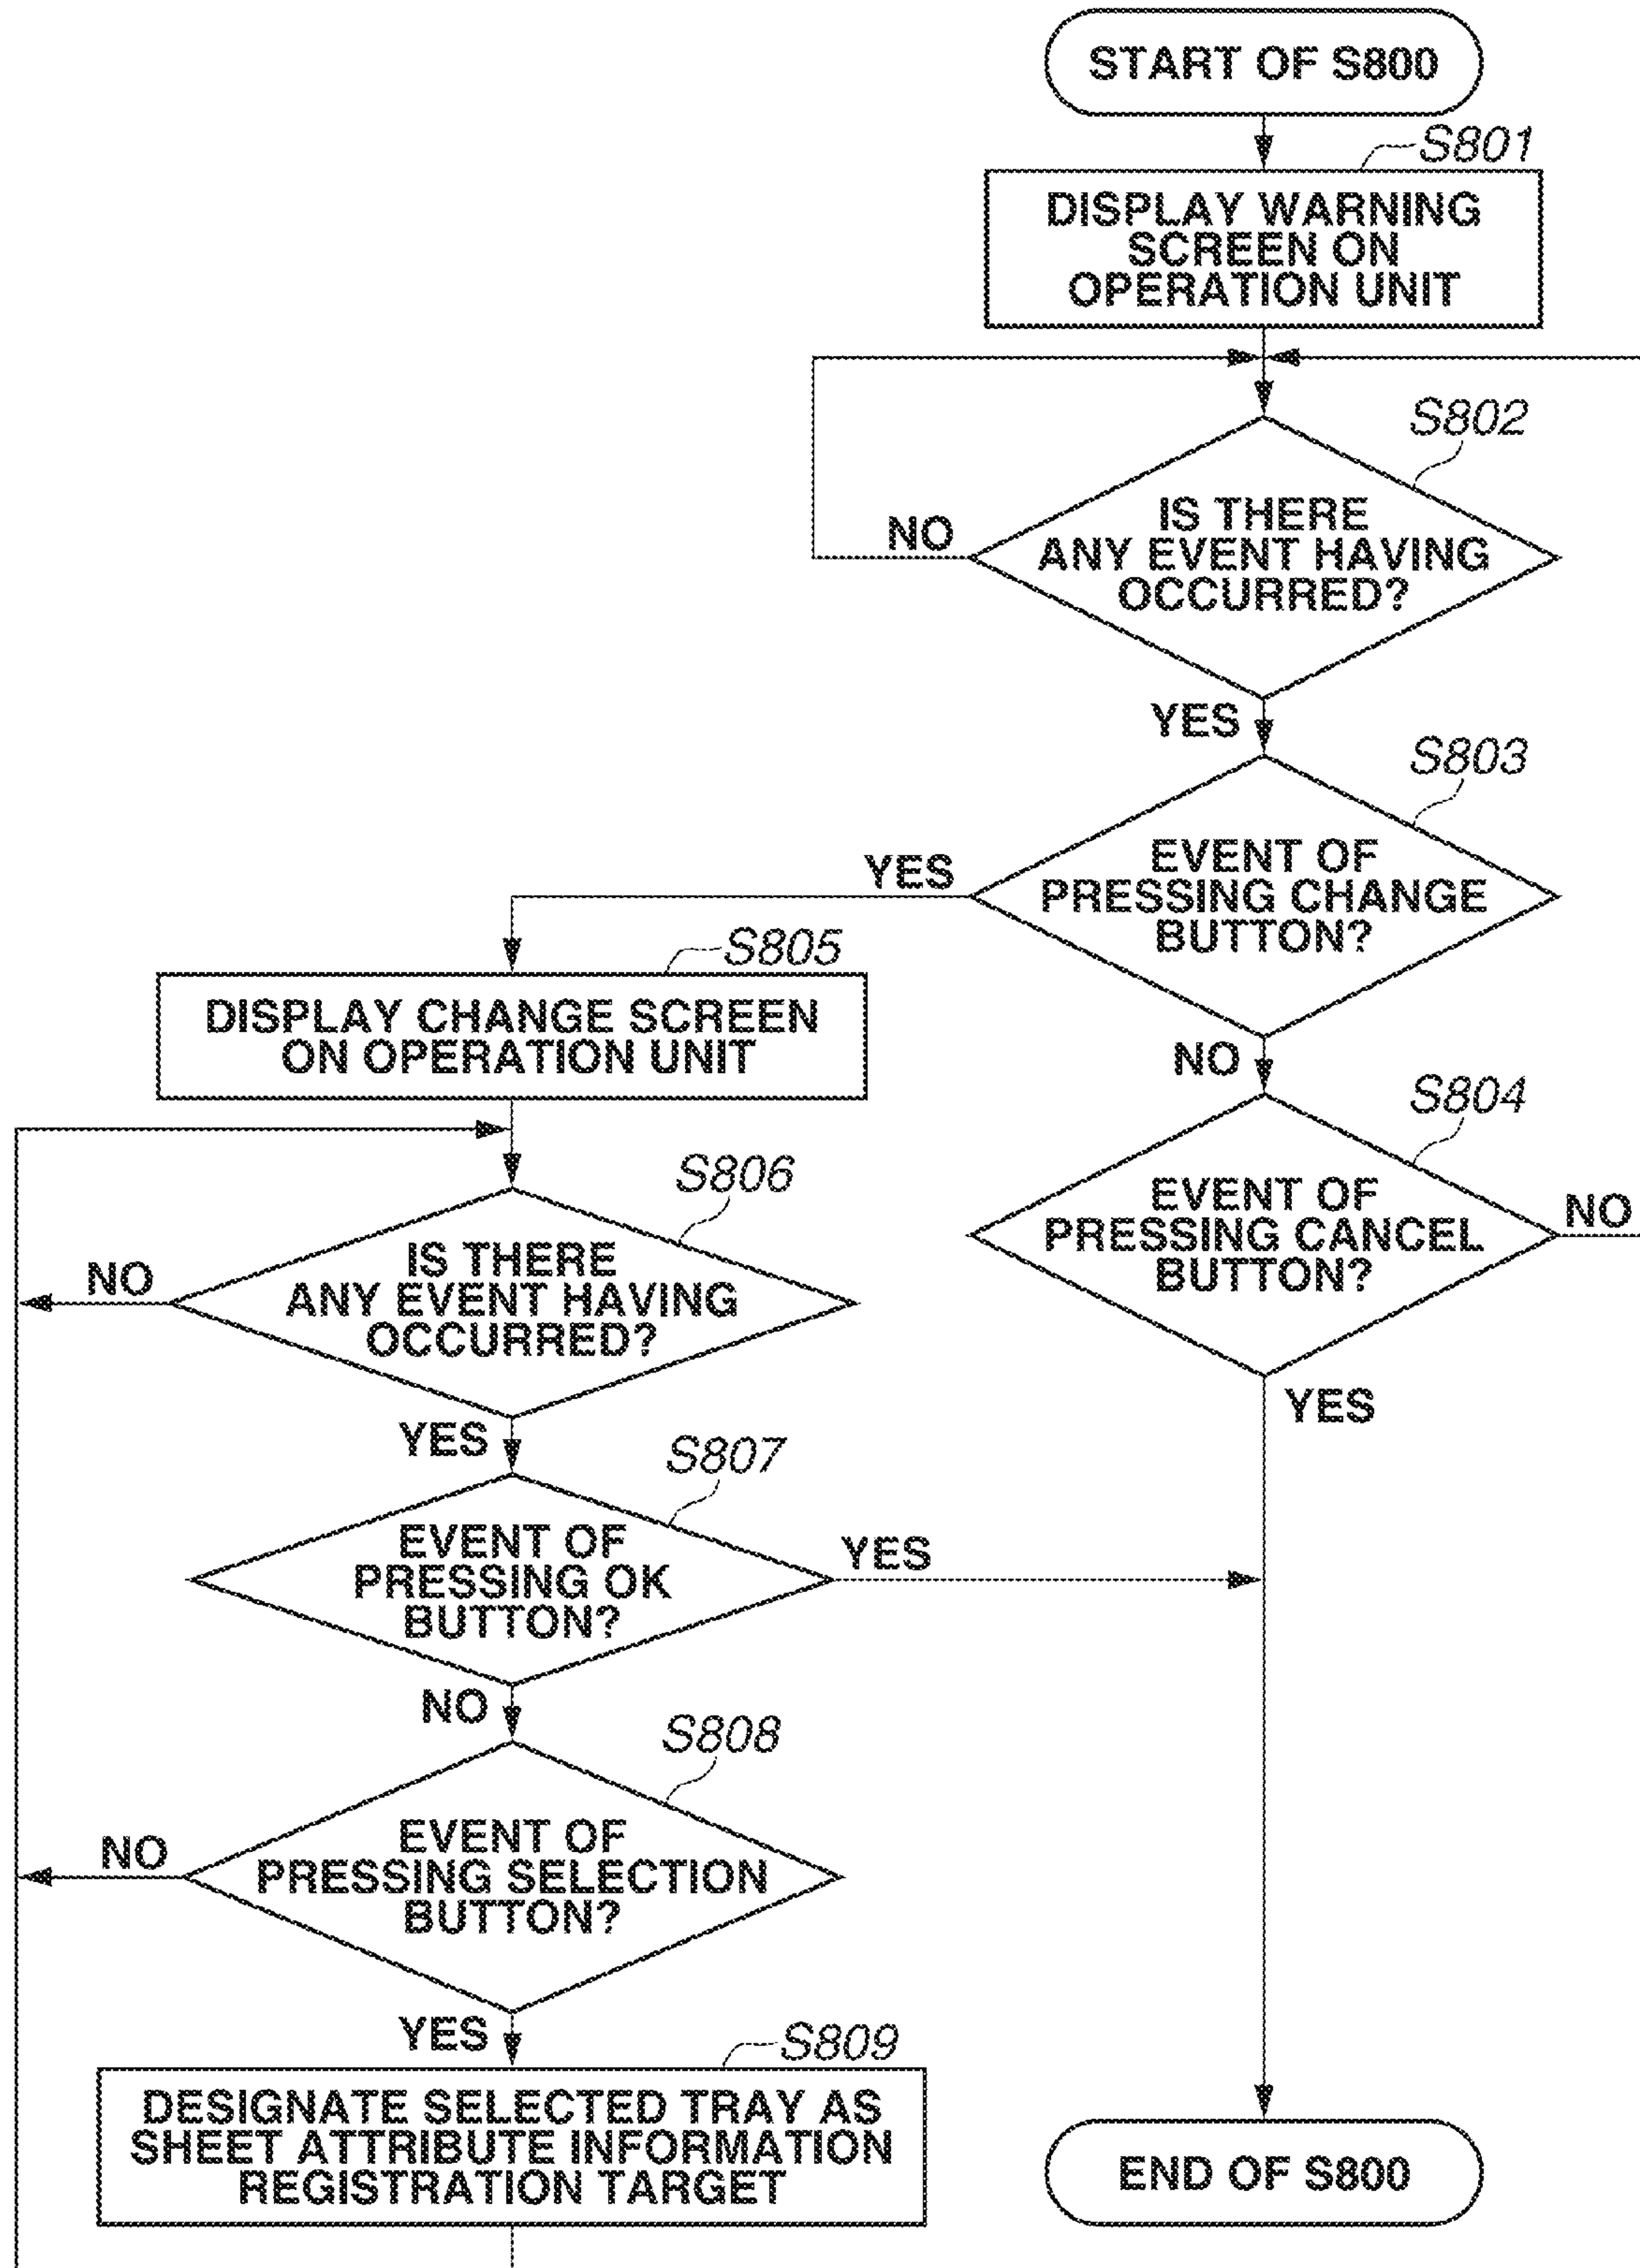 START OF S800
S801
DISPLAY WARNING
SCREEN ON
OPERATION UNIT
S802
IS THERE
ANY EVENT HAVING
OCCURRED?
NO
YES
S803
EVENT OF
PRESSING CHANGE
BUTTON?
YES
NO
S804
EVENT OF
PRESSING CANCEL
BUTTON?
NO
YES
S805
DISPLAY CHANGE SCREEN
ON OPERATION UNIT
S806
IS THERE
ANY EVENT HAVING
OCCURRED?
NO
YES
S807
EVENT OF
PRESSING OK
BUTTON?
YES
NO
S808
EVENT OF
PRESSING SELECTION
BUTTON?
NO
YES
S809
DESIGNATE SELECTED TRAY AS
SHEET ATTRIBUTE INFORMATION
REGISTRATION TARGET
END OF S800